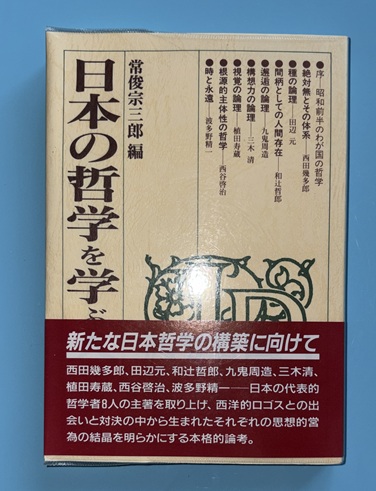 ●序―昭和前半のわが国の哲学
●絶対無とその体系――西田幾多郎
●種の論理――田辺 元
●間柄としての人間存在――和辻哲郎
●邂逅の論理――九鬼周造
●構想力の論理――三木 清
●視覚の論理――植田寿蔵
●根源的主体性の哲学――西谷啓治
●時と永遠――波多野精一
常俊宗三郎 編
日本の哲学を学ぶ
新たな日本哲学の構築に向けて
西田幾多郎、田辺元、和辻哲郎、九鬼周造、三木清、
植田寿蔵、西谷啓治、波多野精一――日本の代表的
哲学者8人の主著を取り上げ、西洋的ロゴスとの出
会いと対決の中から生まれたそれぞれの思想的営
為の結晶を明らかにする本格的論考。